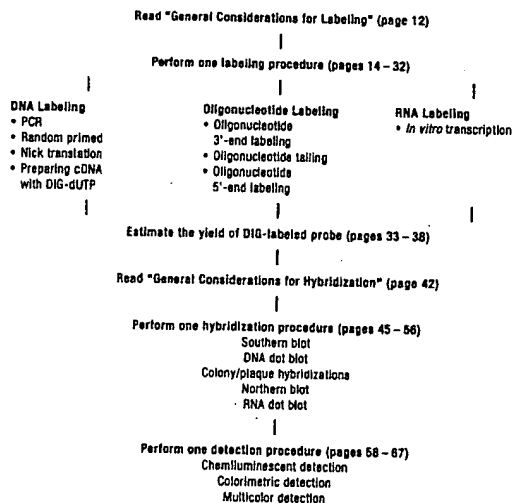 Read "General Considerations for Labeling" (page 12)
Perform one labeling procedure (pages 14 – 32)
DNA Labeling
• PCR
• Random primed
• Nick translation
• Preparing cDNA
with DIG-dUTP
Oligonucleotide Labeling
• Oligonucleotide
3'-end labeling
• Oligonucleotide tailing
• Oligonucleotide
5'-end labeling
RNA Labeling
• In vitro transcription
Estimate the yield of DIG-labeled probe (pages 33 – 38)
Read "General Considerations for Hybridization" (page 42)
Perform one hybridization procedure (pages 45 – 56)
Southern blot
DNA dot blot
Colony/plaque hybridizations
Northern blot
RNA dot blot
Perform one detection procedure (pages 58 – 67)
Chemiluminescent detection
Colorimetric detection
Multicolor detection